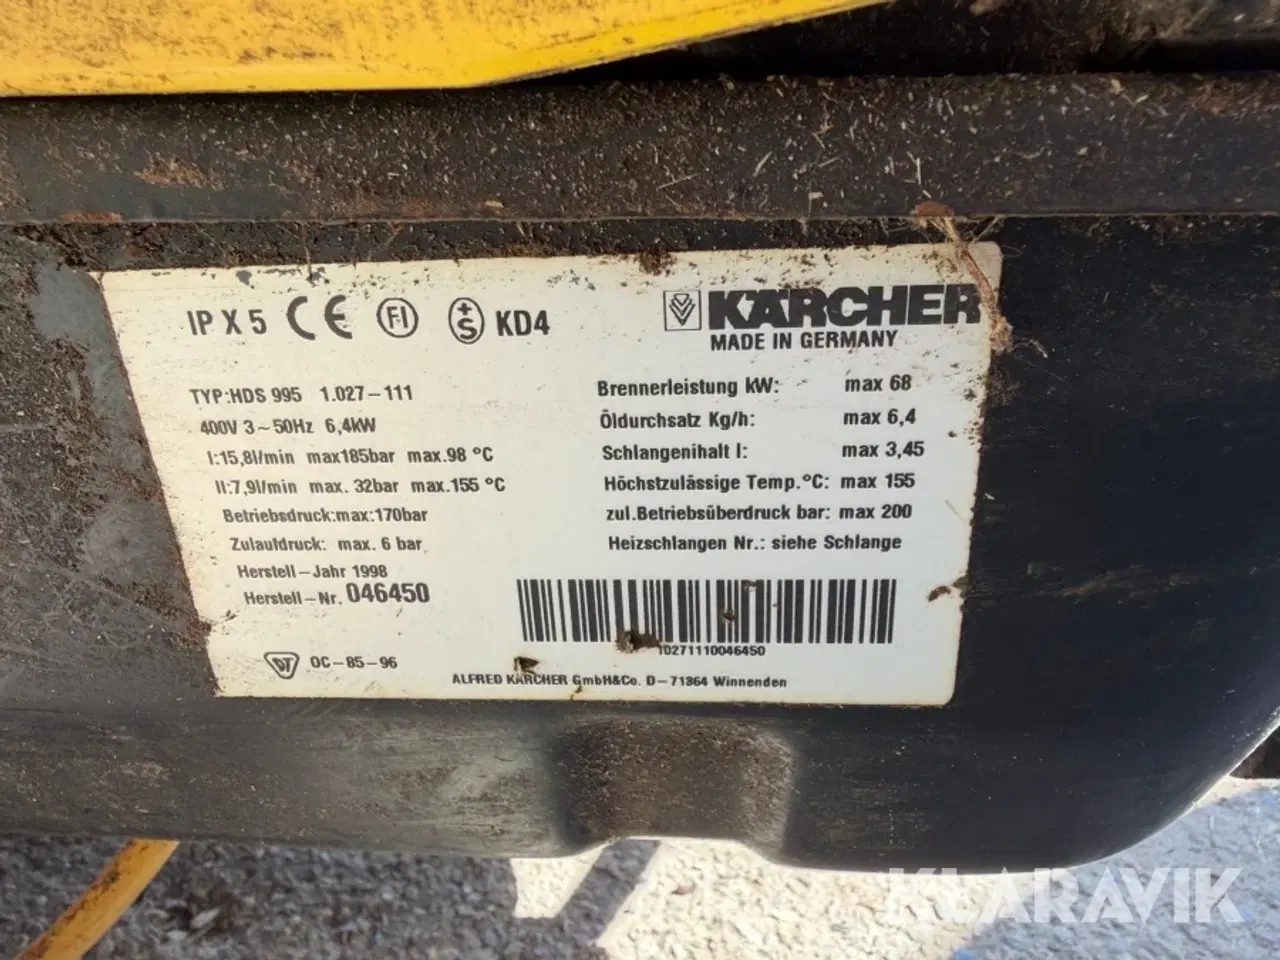 IP X 5 CE FI +S KD4
KÄRCHER
MADE IN GERMANY
TYP:HDS 995 1.027-111
400V 3~50Hz 6,4kW
I:15,8l/min max185bar max.98 °C
II:7,9l/min max. 32bar max.155 °C
Betriebsdruck:max:170bar
Zulaufdruck: max. 6 bar
Herstell-Jahr 1998
Herstell-Nr. 046450
DT OC-85-96
Brennerleistung kW: max 68
Öldurchsatz Kg/h: max 6,4
Schlangenihalt l: max 3,45
Höchstzulässige Temp.°C: max 155
zul.Betriebsüberdruck bar: max 200
Heizschlangen Nr.: siehe Schlange
10271110046450
ALFRED KÄRCHER GmbH&Co. D-71364 Winnenden
KLARAVIK